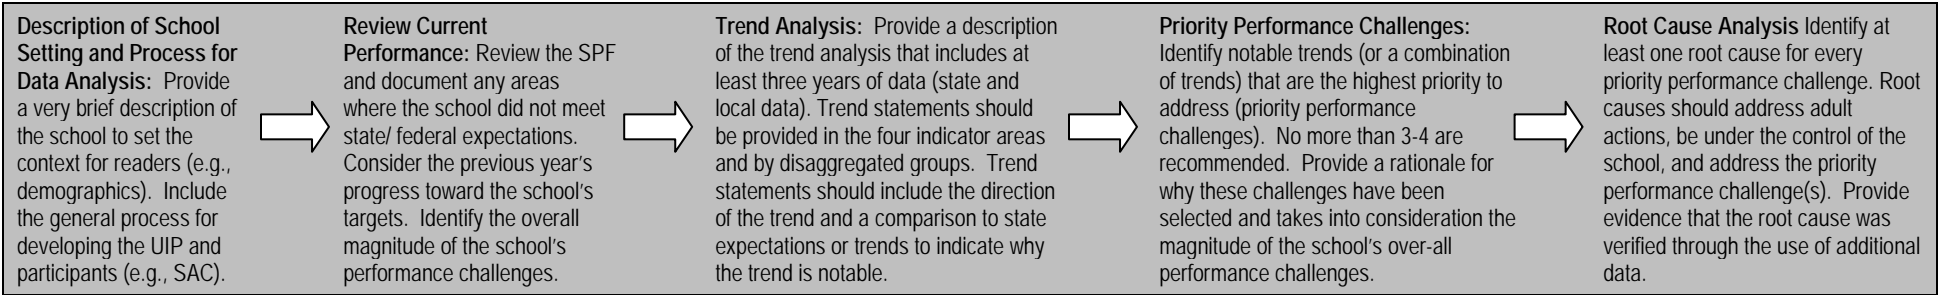 Description of School
Setting and Process for
Data Analysis:  Provide
a very brief description of
the school to set the
context for readers (e.g.,
demographics).  Include
the general process for
developing the UIP and
participants (e.g., SAC).
Review Current
Performance: Review the SPF
and document any areas
where the school did not meet
state/ federal expectations.
Consider the previous year's
progress toward the school's
targets.  Identify the overall
magnitude of the school's
performance challenges.
Trend Analysis:  Provide a description
of the trend analysis that includes at
least three years of data (state and
local data). Trend statements should
be provided in the four indicator areas
and by disaggregated groups.  Trend
statements should include the direction
of the trend and a comparison to state
expectations or trends to indicate why
the trend is notable.
Priority Performance Challenges:
Identify notable trends (or a combination
of trends) that are the highest priority to
address (priority performance
challenges).  No more than 3-4 are
recommended.  Provide a rationale for
why these challenges have been
selected and takes into consideration the
magnitude of the school's over-all
performance challenges.
Root Cause Analysis Identify at
least one root cause for every
priority performance challenge. Root
causes should address adult
actions, be under the control of the
school, and address the priority
performance challenge(s).  Provide
evidence that the root cause was
verified through the use of additional
data.